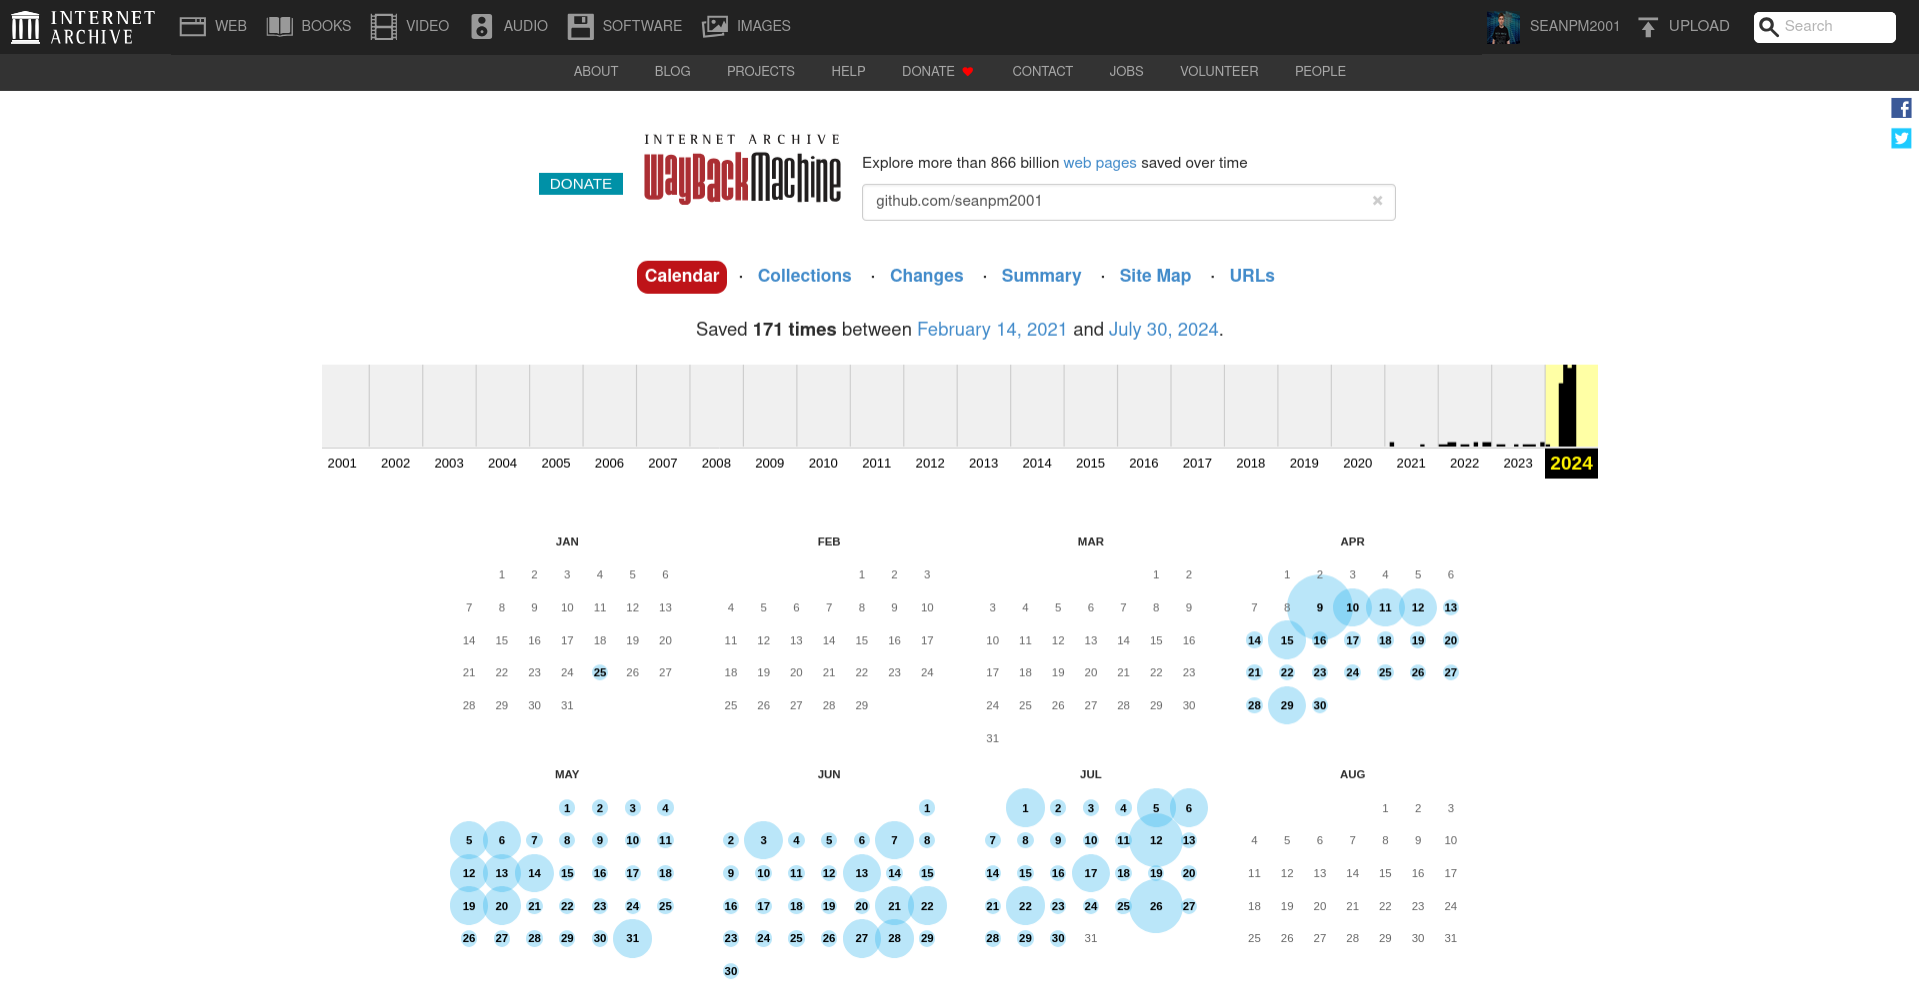 INTERNET ARCHIVE
WEB BOOKS VIDEO AUDIO SOFTWARE IMAGES SEANPM2001 UPLOAD Search
ABOUT BLOG PROJECTS HELP DONATE CONTACT JOBS VOLUNTEER PEOPLE
DONATE
INTERNET ARCHIVE
WayBackMachine
Explore more than 866 billion web pages saved over time
github.com/seanpm2001 ×
Calendar · Collections · Changes · Summary · Site Map · URLs
Saved 171 times between February 14, 2021 and July 30, 2024.
2001 2002 2003 2004 2005 2006 2007 2008 2009 2010 2011 2012 2013 2014 2015 2016 2017 2018 2019 2020 2021 2022 2023 2024
JAN
1 2 3 4 5 6
7 8 9 10 11 12 13
14 15 16 17 18 19 20
21 22 23 24 25 26 27
28 29 30 31
FEB
1 2 3
4 5 6 7 8 9 10
11 12 13 14 15 16 17
18 19 20 21 22 23 24
25 26 27 28 29
MAR
1 2
3 4 5 6 7 8 9
10 11 12 13 14 15 16
17 18 19 20 21 22 23
24 25 26 27 28 29 30
31
APR
1 2 3 4 5 6
7 8 9 10 11 12 13
14 15 16 17 18 19 20
21 22 23 24 25 26 27
28 29 30
MAY
1 2 3 4
5 6 7 8 9 10 11
12 13 14 15 16 17 18
19 20 21 22 23 24 25
26 27 28 29 30 31
JUN
1
2 3 4 5 6 7 8
9 10 11 12 13 14 15
16 17 18 19 20 21 22
23 24 25 26 27 28 29
30
JUL
1 2 3 4 5 6
7 8 9 10 11 12 13
14 15 16 17 18 19 20
21 22 23 24 25 26 27
28 29 30 31
AUG
1 2 3
4 5 6 7 8 9 10
11 12 13 14 15 16 17
18 19 20 21 22 23 24
25 26 27 28 29 30 31